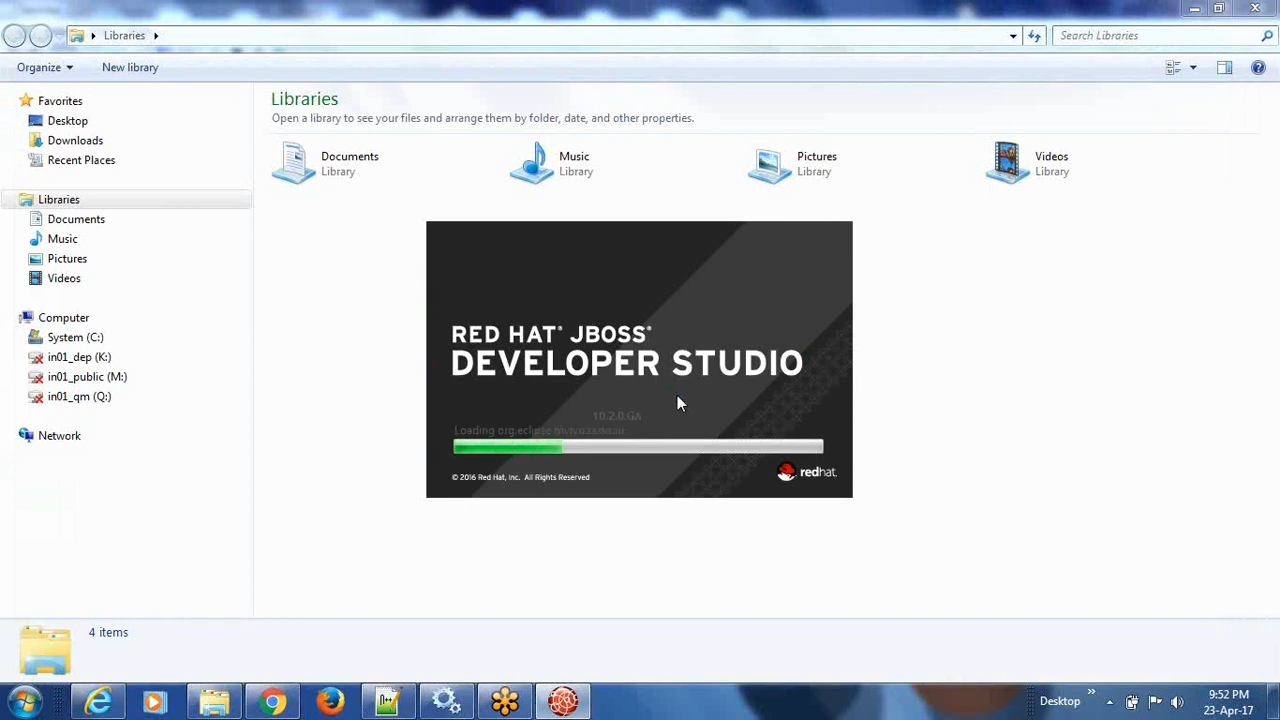 Libraries
Search Libraries
Organize
New library
Favorites
Desktop
Downloads
Recent Places
Libraries
Documents
Music
Pictures
Videos
Computer
System (C:)
in01_dep (K:)
in01_public (M:)
in01_qm (Q:)
Network
Libraries
Open a library to see your files and arrange them by folder, date, and other properties.
Documents
Library
Music
Library
Pictures
Library
Videos
Library
RED HAT® JBOSS®
DEVELOPER STUDIO
10.2.0.GA
Loading org.eclipse
© 2016 Red Hat, Inc. All Rights Reserved
redhat.
4 items
Desktop
9:52 PM
23-Apr-17